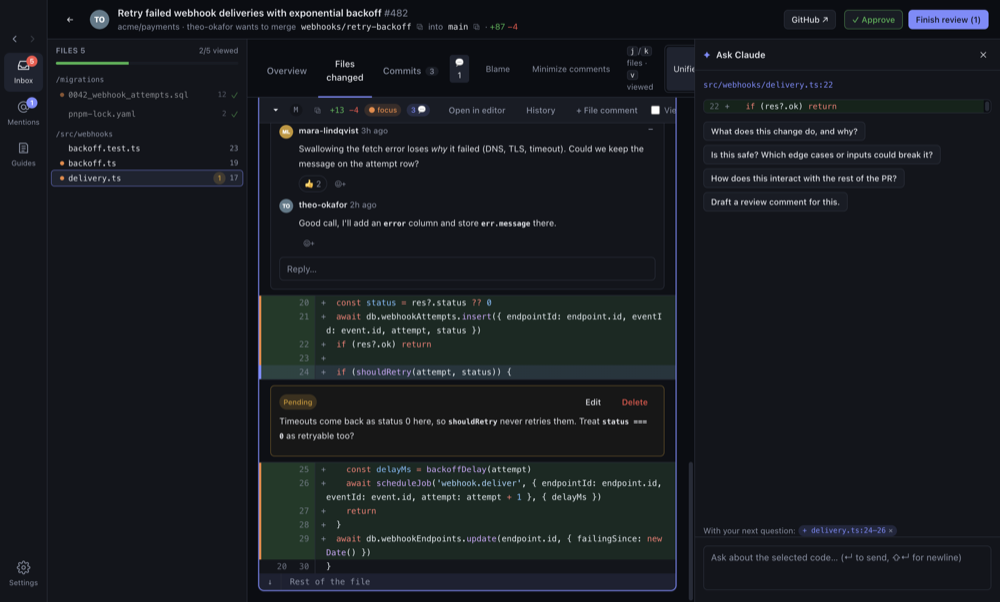 TO
Retry failed webhook deliveries with exponential backoff #482
acme/payments · theo-okafor wants to merge webhooks/retry-backoff into main · +87 −4
GitHub ↗
✓ Approve
Finish review (1)
5
Inbox
1
Mentions
Guides
Settings
FILES 5
2/5 viewed
/migrations
0042_webhook_attempts.sql 12 ✓
pnpm-lock.yaml 2 ✓
/src/webhooks
backoff.test.ts 23
backoff.ts 19
delivery.ts 1 17
Overview
Files changed
Commits 3
1
Blame
Minimize comments
j / k files · v viewed
Unifie
M +13 −4 focus 3 Open in editor History + File comment Vie
ML mara-lindqvist 3h ago
Swallowing the fetch error loses why it failed (DNS, TLS, timeout). Could we keep the
message on the attempt row?
👍 2
TO theo-okafor 2h ago
Good call, I'll add an error column and store err.message there.
Reply...
20 + const status = res?.status ?? 0
21 + await db.webhookAttempts.insert({ endpointId: endpoint.id, eventI
d: event.id, attempt, status })
22 + if (res?.ok) return
23 +
24 + if (shouldRetry(attempt, status)) {
Pending
Edit
Delete
Timeouts come back as status 0 here, so shouldRetry never retries them. Treat status ===
0 as retryable too?
25 + const delayMs = backoffDelay(attempt)
26 + await scheduleJob('webhook.deliver', { endpointId: endpoint.id,
eventId: event.id, attempt: attempt + 1 }, { delayMs })
27 + return
28 + }
29 + await db.webhookEndpoints.update(endpoint.id, { failingSince: new
Date() })
20 30 }
↓ Rest of the file
Ask Claude
×
src/webhooks/delivery.ts:22
22 + if (res?.ok) return
What does this change do, and why?
Is this safe? Which edge cases or inputs could break it?
How does this interact with the rest of the PR?
Draft a review comment for this.
With your next question: + delivery.ts:24–26 ×
Ask about the selected code... (↵ to send, ⇧↵ for newline)